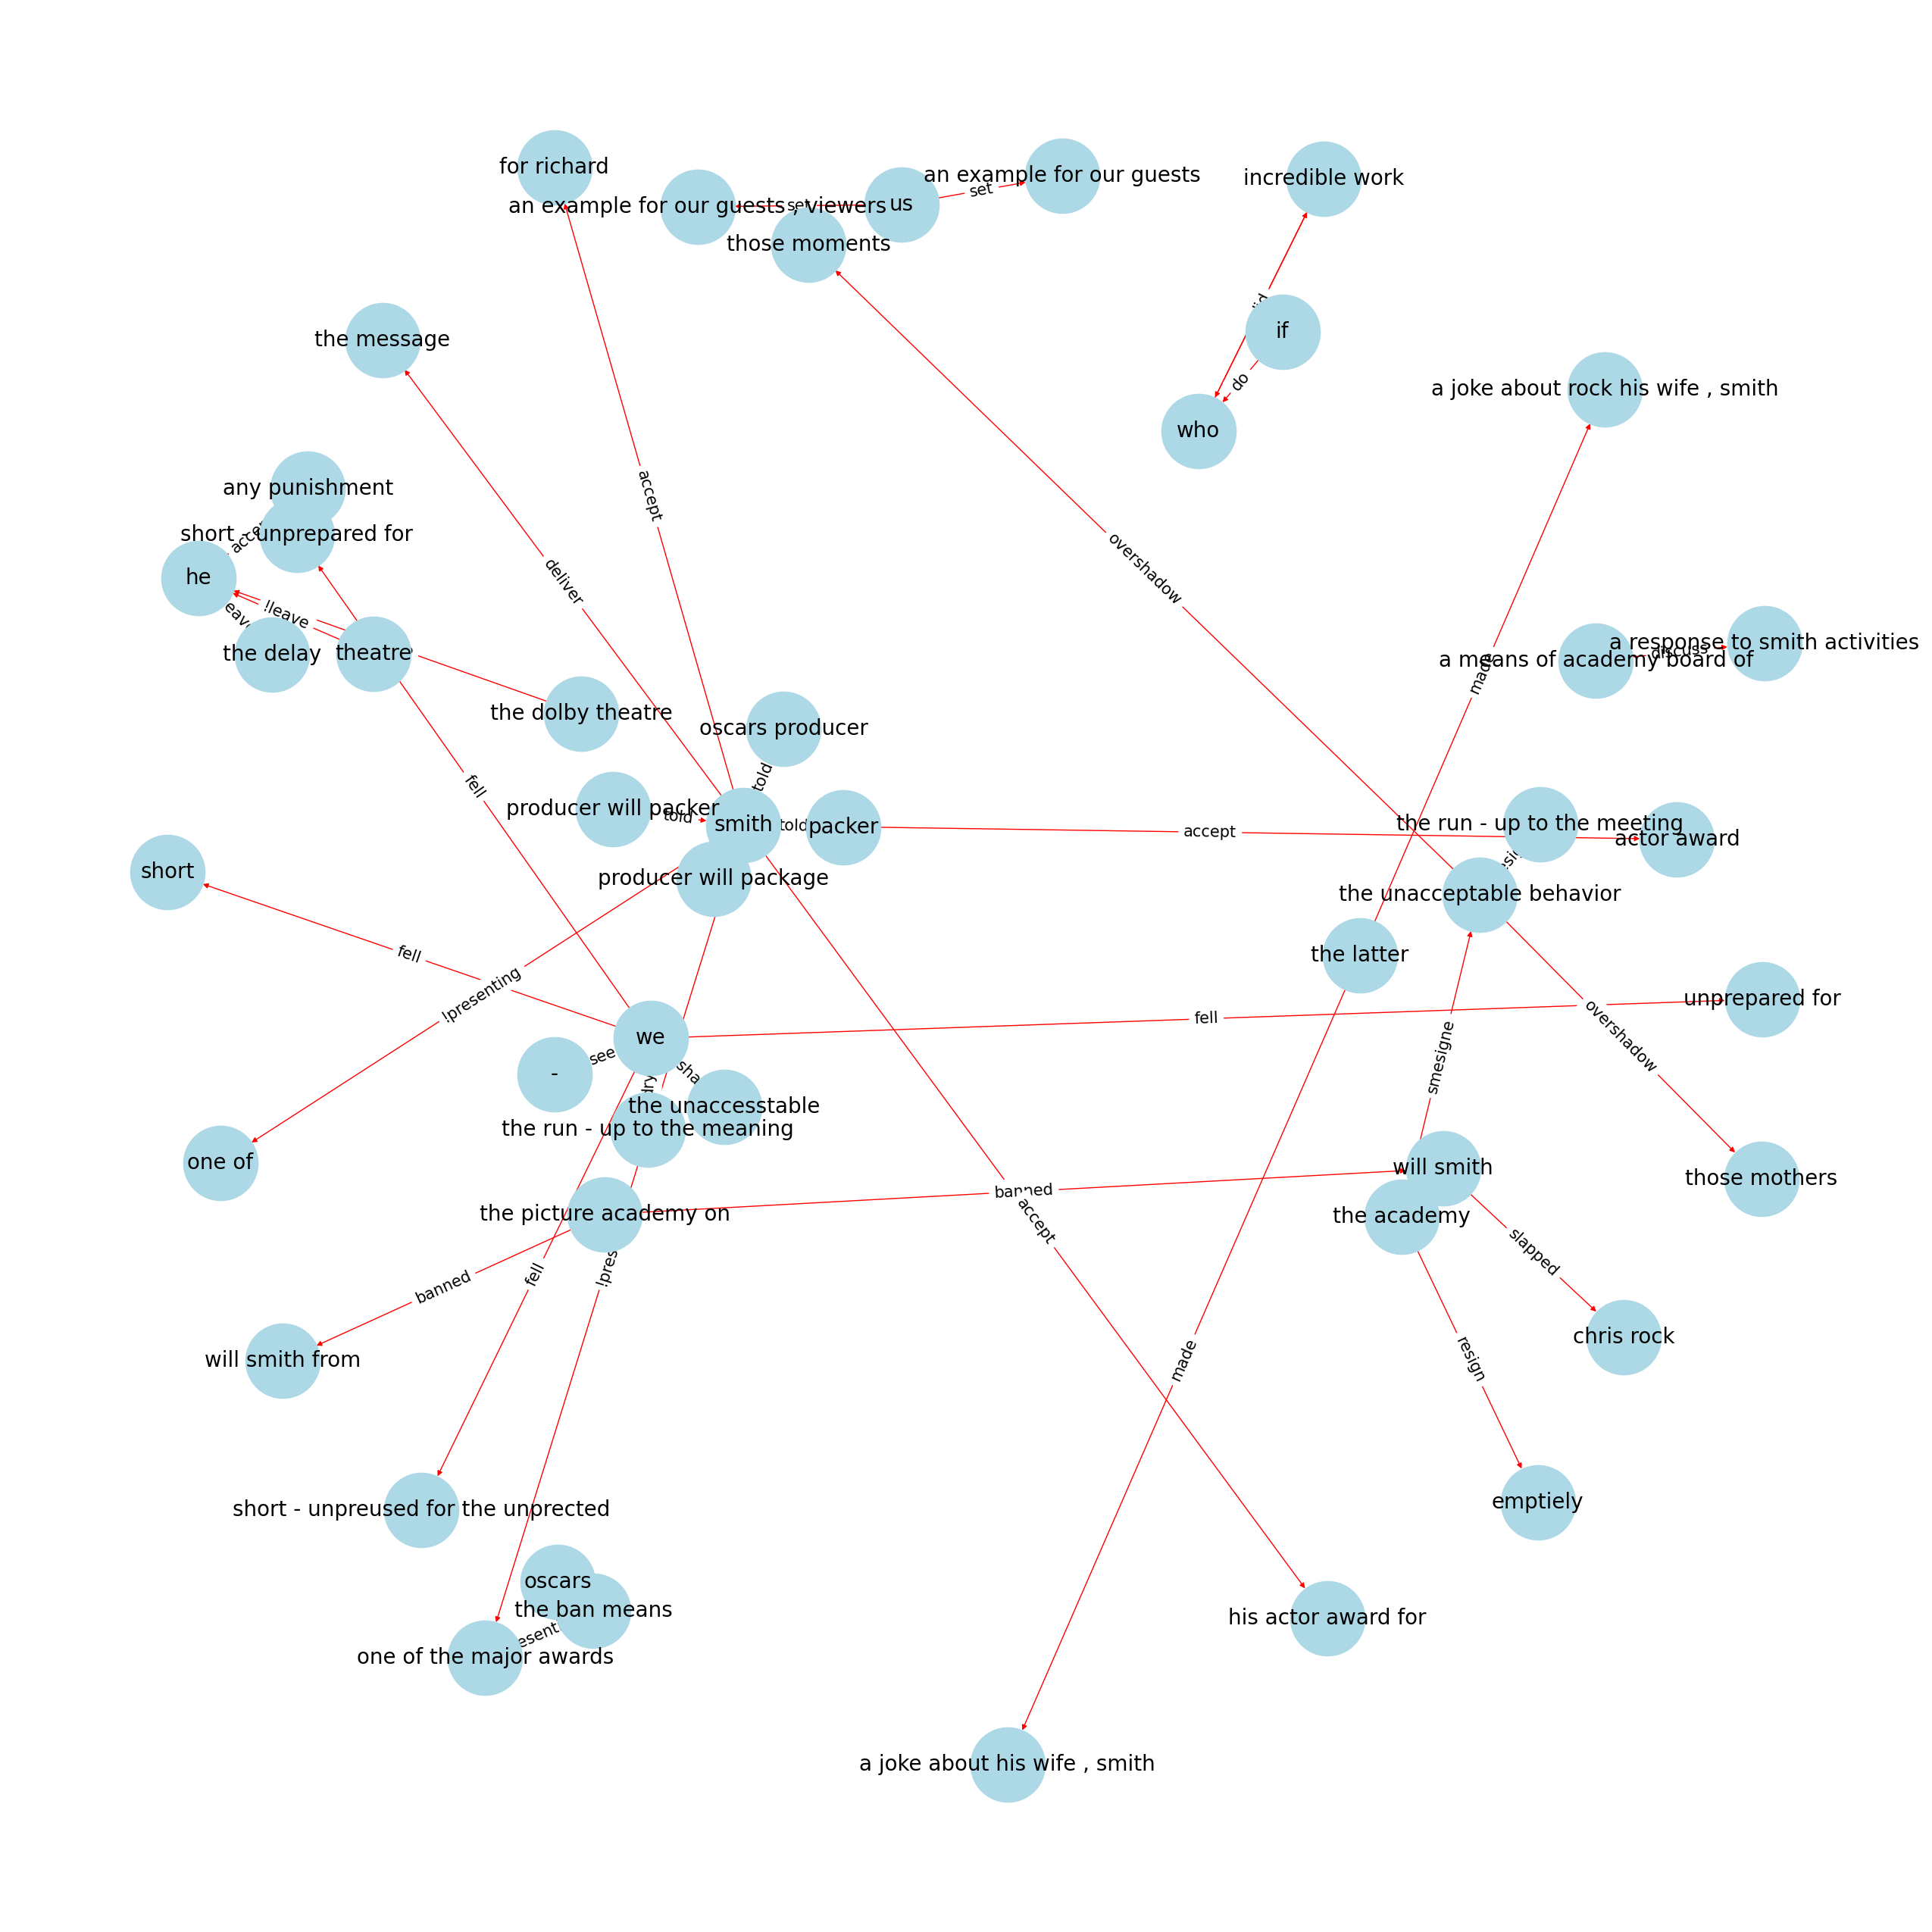 for richard
an example for our guests
incredible work
an example for our guests , viewers
set
us
set
those moments
if
the message
do
a joke about rock his wife , smith
who
any punishment
accept
short - unprepared for
overshadow
he
deliver
!leave
a response to smith activities
discuss
a means of academy board of
the delay
theatre
made
the dolby theatre
oscars producer
told
fell
producer will packer
told
smith
told
packer
accept
the run - up to the meeting
actor award
short
producer will package
the unacceptable behavior
fell
the latter
!presenting
unprepared for
fell
we
see
-
overshadow
smesigne
the unaccesstable
the run - up to the meaning
one of
will smith
those mothers
banned
the picture academy on
the academy
accept
slapped
banned
fell
chris rock
will smith from
made
resign
emptiely
short - unpreused for the unprected
oscars
the ban means
his actor award for
one of the major awards
a joke about his wife , smith